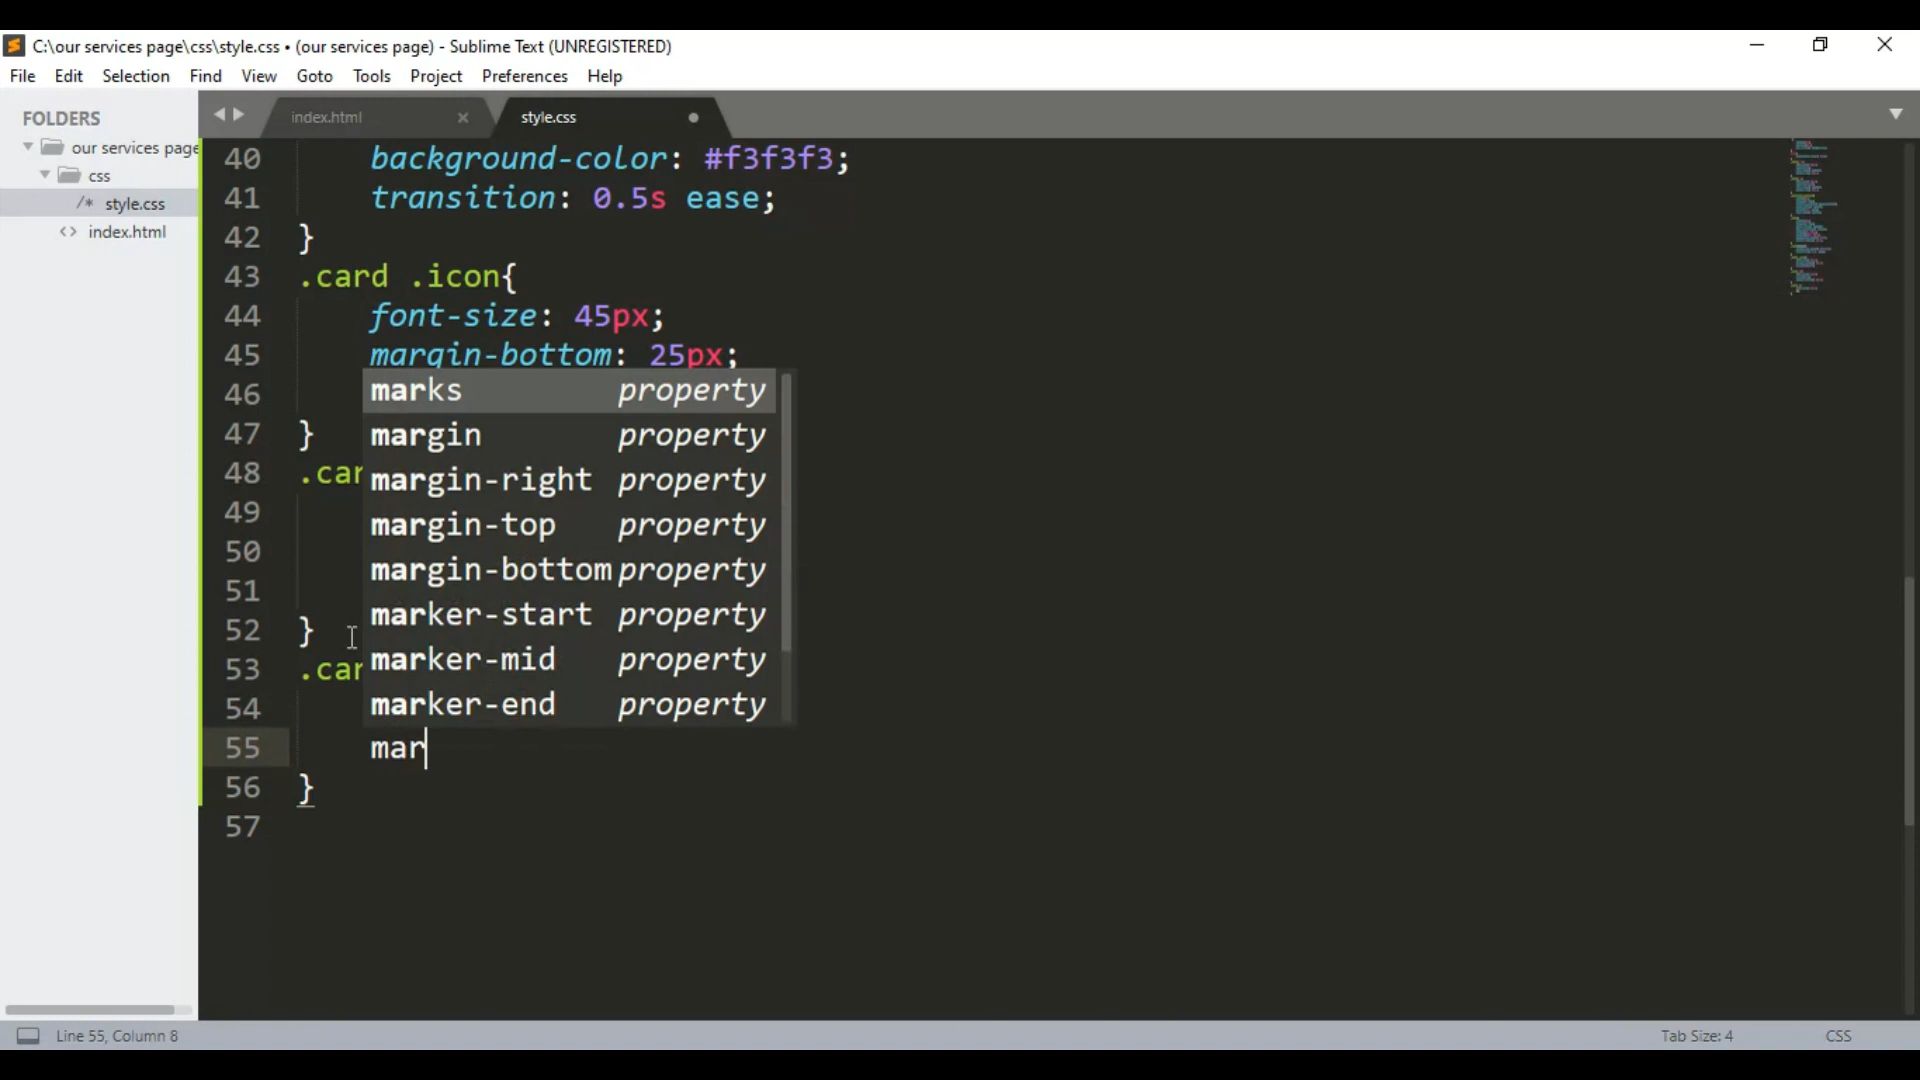 C:\our services page\css\style.css • (our services page) - Sublime Text (UNREGISTERED)
File Edit Selection Find View Goto Tools Project Preferences Help
FOLDERS
our services page
css
/* style.css
<> index.html
index.html
style.css
40 background-color: #f3f3f3;
41 transition: 0.5s ease;
42 }
43 .card .icon{
44 font-size: 45px;
45 margin-bottom: 25px;
46
47 }
48 .car
49
50
51
52 }
53 .car
54
55 mar
56 }
57
marks property
margin property
margin-right property
margin-top property
margin-bottom property
marker-start property
marker-mid property
marker-end property
Line 55, Column 8
Tab Size: 4
CSS